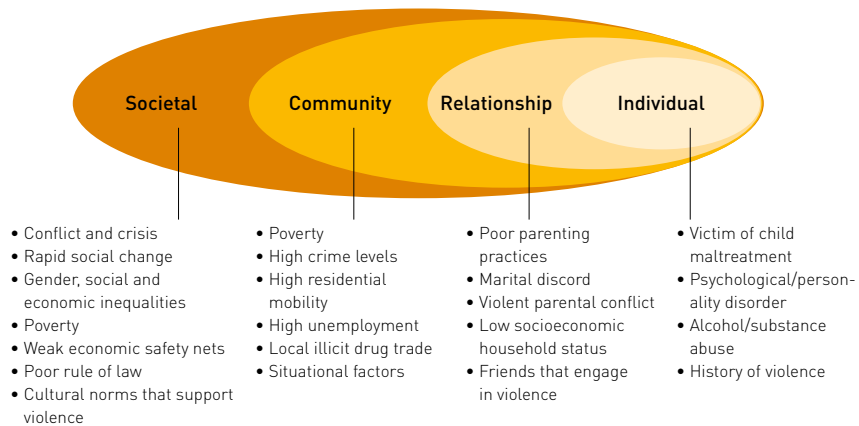 Societal
Community
Relationship
Individual
• Conflict and crisis
• Rapid social change
• Gender, social and
economic inequalities
• Poverty
• Weak economic safety nets
• Poor rule of law
• Cultural norms that support
violence
• Poverty
• High crime levels
• High residential
mobility
• High unemployment
• Local illicit drug trade
• Situational factors
• Poor parenting
practices
• Marital discord
• Violent parental conflict
• Low socioeconomic
household status
• Friends that engage
in violence
• Victim of child
maltreatment
• Psychological/person-
ality disorder
• Alcohol/substance
abuse
• History of violence